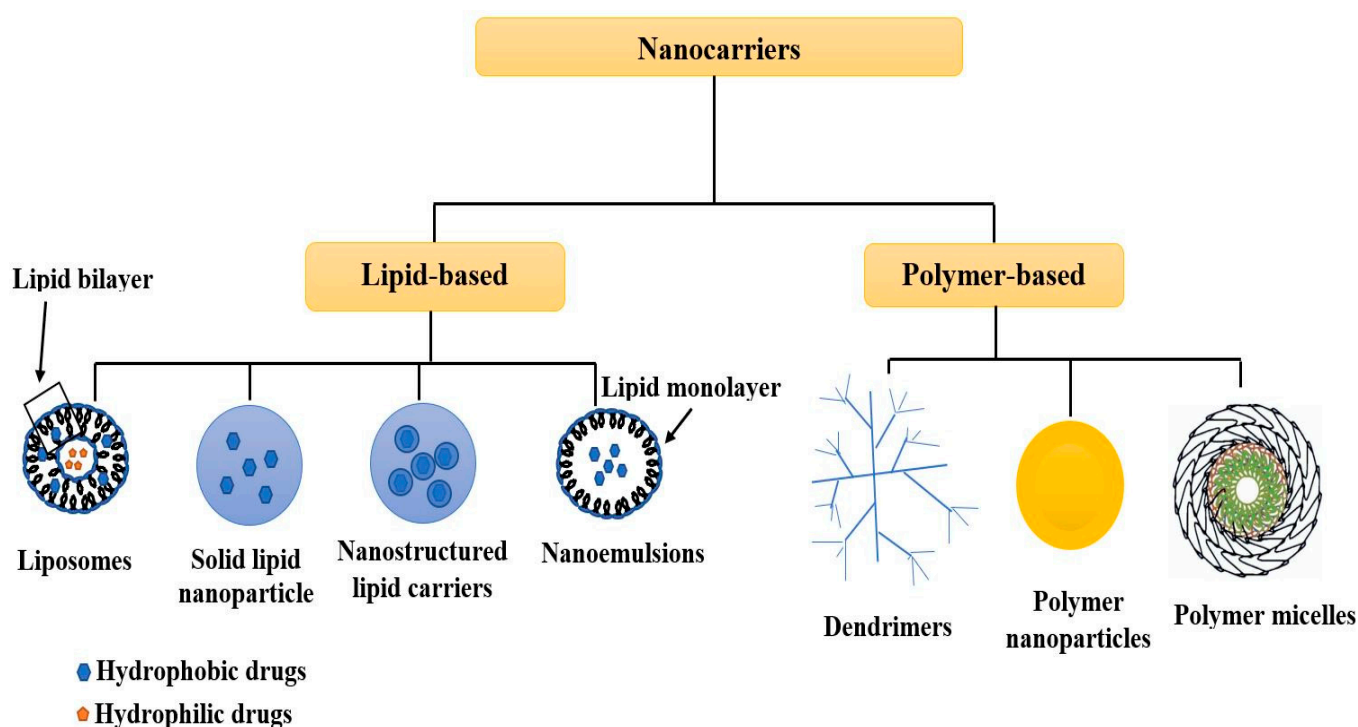 Nanocarriers
Lipid-based
Polymer-based
Lipid bilayer
Lipid monolayer
Liposomes
Solid lipid
nanoparticle
Nanostructured
lipid carriers
Nanoemulsions
Dendrimers
Polymer
nanoparticles
Polymer micelles
Hydrophobic drugs
Hydrophilic drugs